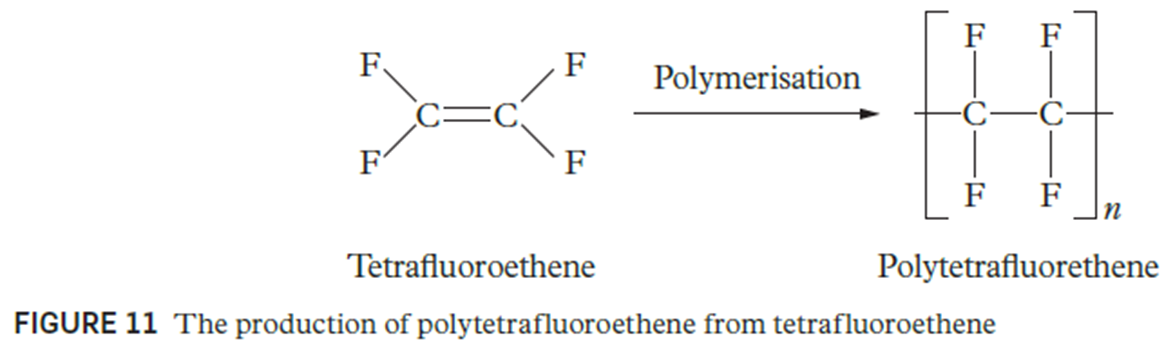 F F
Polymerisation
C C
F F
F F
C C
F F
n
Tetrafluoroethene
Polytetrafluorethene
FIGURE 11 The production of polytetrafluoroethene from tetrafluoroethene